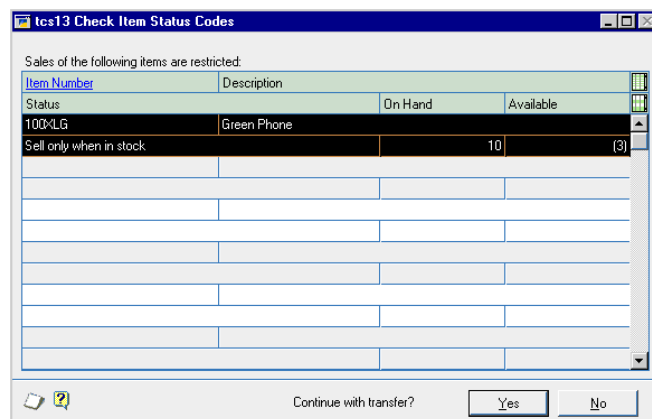 tcs13 Check Item Status Codes
Sales of the following items are restricted:
Item Number Description
Status On Hand Available
100XLG Green Phone
Sell only when in stock 10 (3)
Continue with transfer? Yes No